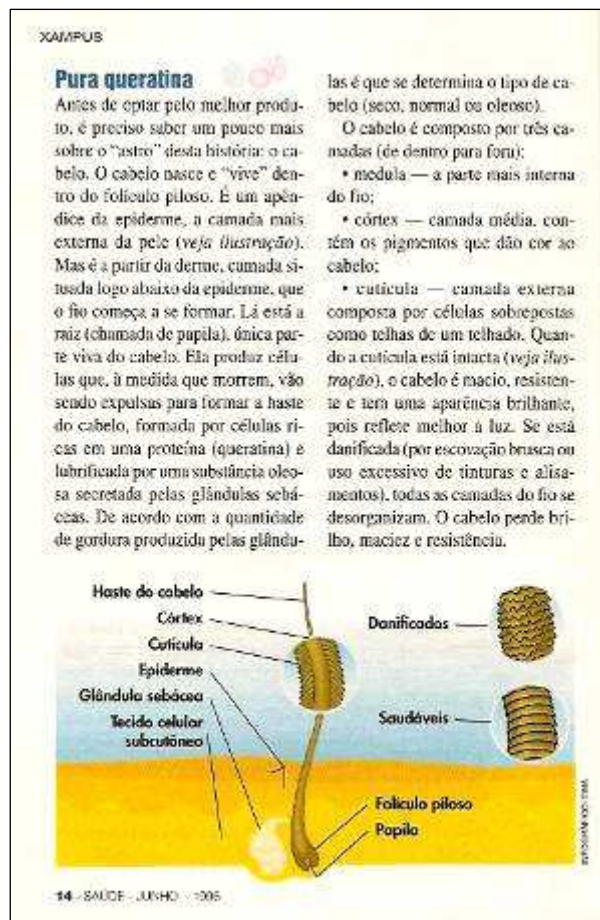 XAMPUS
Pura queratina
Antes de optar pelo melhor produ-
to, é preciso saber um pouco mais
sobre o "astro" desta história: o ca-
belo. O cabelo nasce e "vive" den-
tro do folículo piloso. É um apên-
dice da epiderme, a camada mais
externa da pele (veja ilustração).
Mas é a partir da derme, camada si-
tuada logo abaixo da epiderme, que
o fio começa a se formar. Lá está a
raiz (chamada de papila), única par-
te viva do cabelo. Ela produz célu-
las que, à medida que morrem, vão
sendo expulsas para formar a haste
do cabelo, formada por células ri-
cas em uma proteína (queratina) e
lubrificada por uma substância oleo-
sa secretada pelas glândulas sebá-
ceas. De acordo com a quantidade
de gordura produzida pelas glându-
las é que se determina o tipo de ca-
belo (seco, normal ou oleoso).
O cabelo é composto por três ca-
madas (de dentro para fora):
• medula — a parte mais interna
do fio;
• córtex — camada média, con-
tém os pigmentos que dão cor ao
cabelo;
• cutícula — camada externa
composta por células sobrepostas
como telhas de um telhado. Quan-
do a cutícula está intacta (veja ilus-
tração), o cabelo é macio, resisten-
te e tem uma aparência brilhante,
pois reflete melhor a luz. Se está
danificada (por escovação brusca ou
uso excessivo de tinturas e alisa-
mentos), todas as camadas do fio se
desorganizam. O cabelo perde bri-
lho, maciez e resistência.
Haste do cabelo
Córtex
Cutícula
Epiderme
Glândula sebácea
Tecido celular
subcutâneo
Danificados
Saudáveis
Folículo piloso
Papila
14 - SAÚDE - JUNHO - 1996